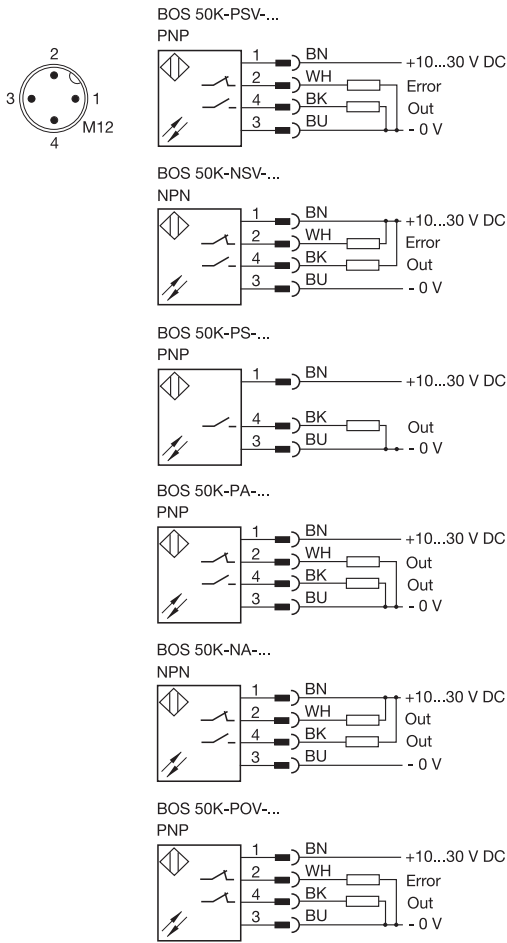 2
3 1
4 M12
BOS 50K-PSV-...
PNP
1 BN +10...30 V DC
2 WH Error
4 BK Out
3 BU - 0 V
BOS 50K-NSV-...
NPN
1 BN +10...30 V DC
2 WH Error
4 BK Out
3 BU - 0 V
BOS 50K-PS-...
PNP
1 BN +10...30 V DC
4 BK Out
3 BU - 0 V
BOS 50K-PA-...
PNP
1 BN +10...30 V DC
2 WH Out
4 BK Out
3 BU - 0 V
BOS 50K-NA-...
NPN
1 BN +10...30 V DC
2 WH Out
4 BK Out
3 BU - 0 V
BOS 50K-POV-...
PNP
1 BN +10...30 V DC
2 WH Error
4 BK Out
3 BU - 0 V